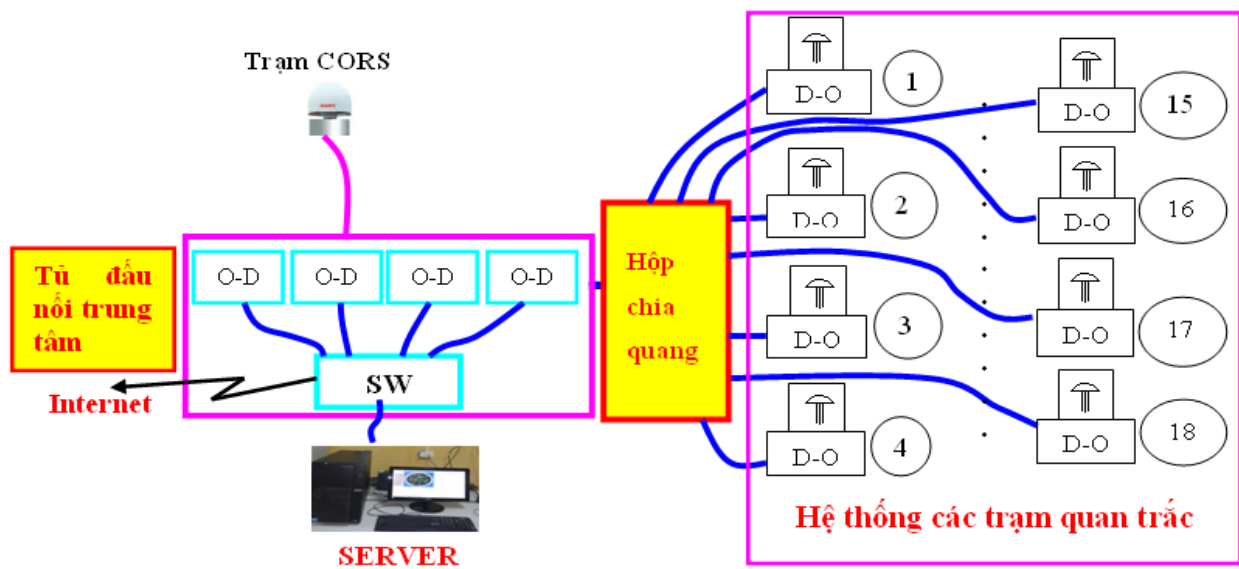 Trạm CORS
Tủ đấu
nối trung
tâm
Internet
O-D
O-D
O-D
O-D
SW
SERVER
Hộp
chia
quang
D-O
1
D-O
2
D-O
3
D-O
4
D-O
15
D-O
16
D-O
17
D-O
18
Hệ thống các trạm quan trắc